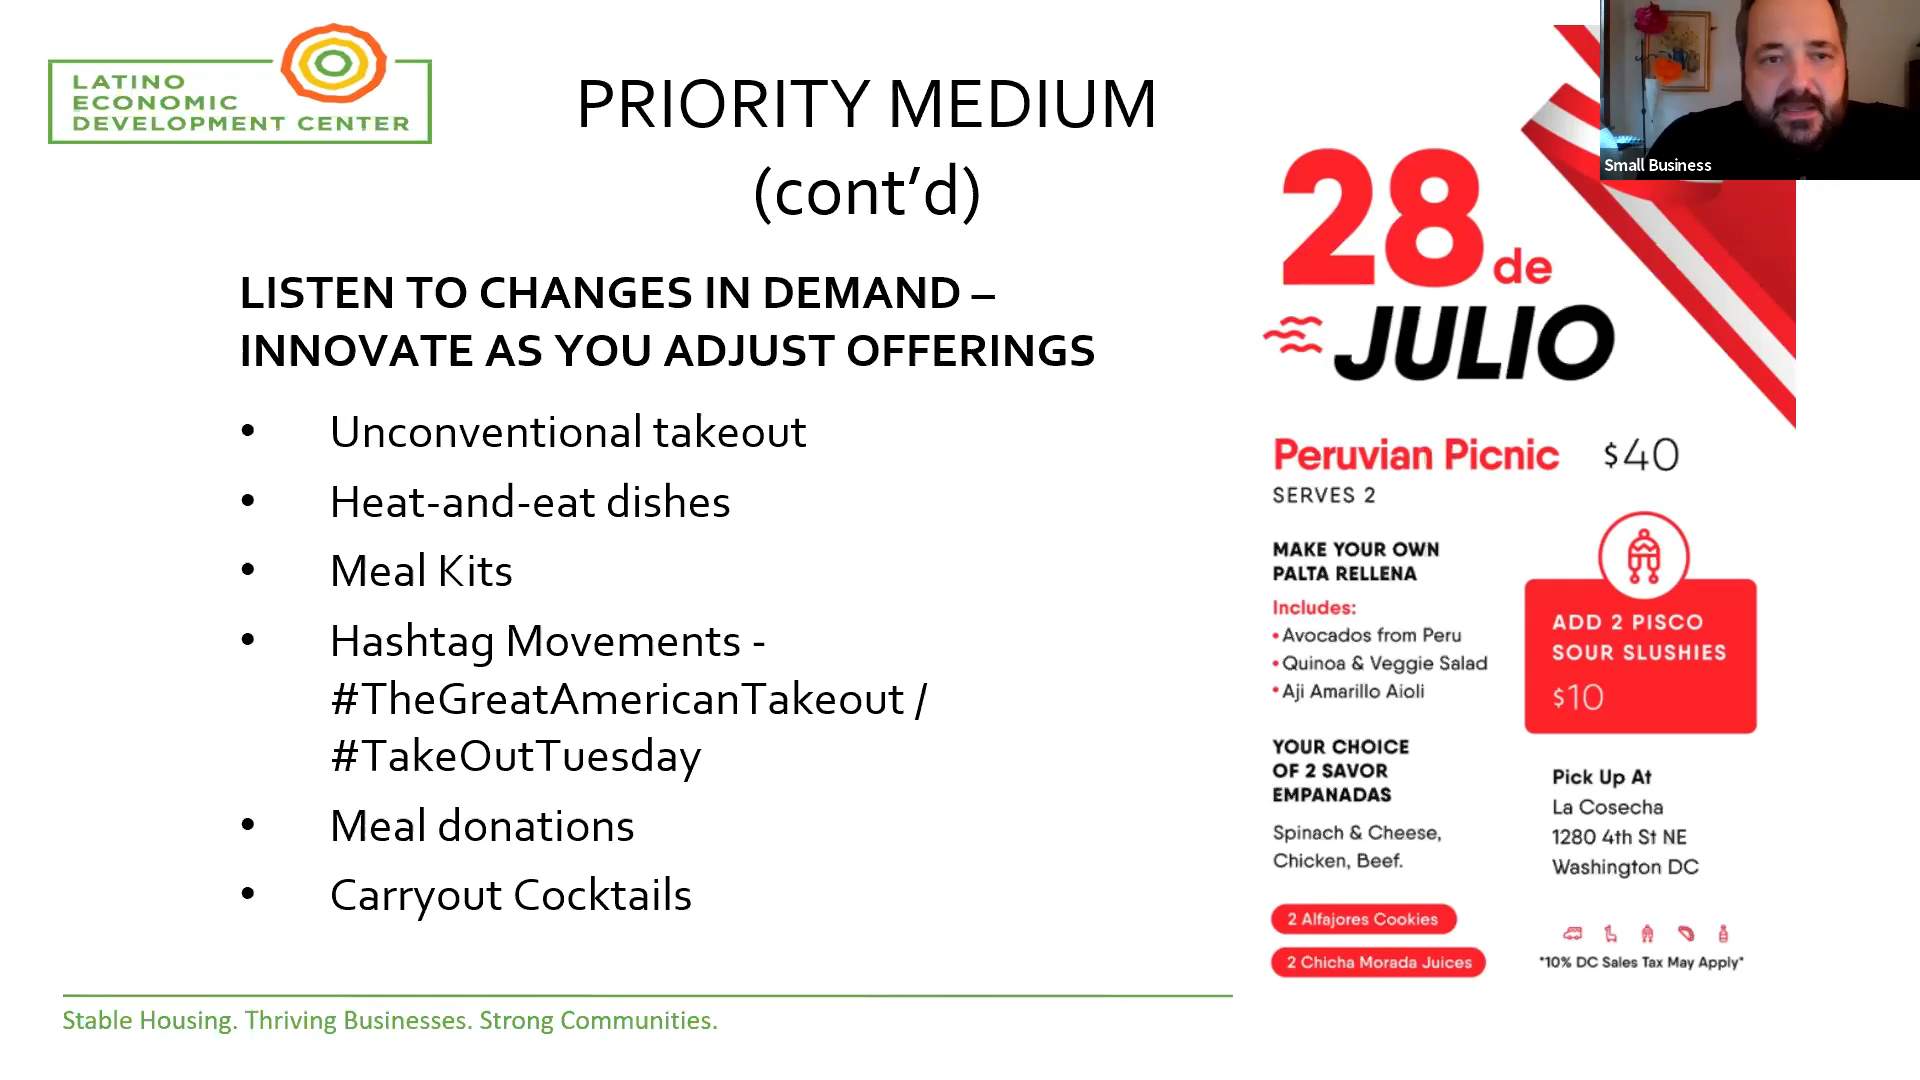 LATINO
ECONOMIC
DEVELOPMENT CENTER
PRIORITY MEDIUM
(cont’d)
LISTEN TO CHANGES IN DEMAND –
INNOVATE AS YOU ADJUST OFFERINGS
• Unconventional takeout
• Heat-and-eat dishes
• Meal Kits
• Hashtag Movements -
#TheGreatAmericanTakeout /
#TakeOutTuesday
• Meal donations
• Carryout Cocktails
Stable Housing. Thriving Businesses. Strong Communities.
Small Business
28 de
JULIO
Peruvian Picnic $40
SERVES 2
MAKE YOUR OWN
PALTA RELLENA
Includes:
• Avocados from Peru
• Quinoa & Veggie Salad
• Aji Amarillo Aioli
YOUR CHOICE
OF 2 SAVOR
EMPANADAS
Spinach & Cheese,
Chicken, Beef.
2 Alfajores Cookies
2 Chicha Morada Juices
ADD 2 PISCO
SOUR SLUSHIES
$10
Pick Up At
La Cosecha
1280 4th St NE
Washington DC
*10% DC Sales Tax May Apply*